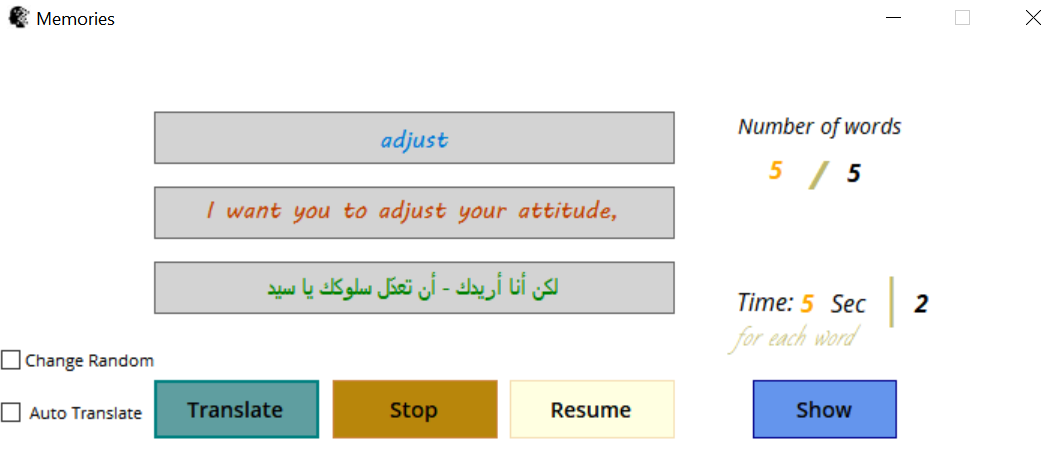 Memories
adjust
I want you to adjust your attitude,
لكن أنا أريدك - أن تعدّل سلوكك يا سيد
Number of words
5 / 5
Time: 5 Sec 2
for each word
Change Random
Auto Translate
Translate Stop Resume Show